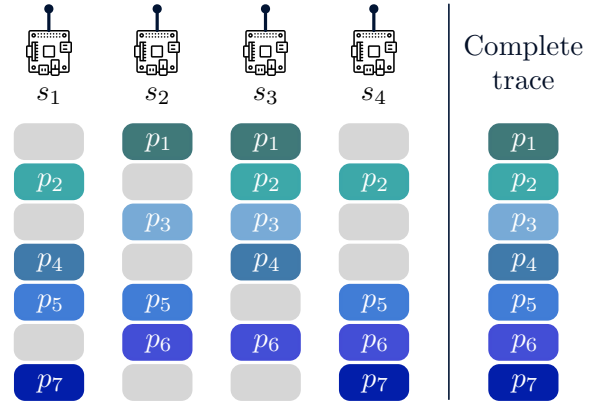 s₁ s₂ s₃ s₄ Complete
trace
p₁ p₁ p₁
p₂ p₂ p₂ p₂
p₃ p₃ p₃
p₄ p₄ p₄
p₅ p₅ p₅ p₅
p₆ p₆ p₆ p₆
p₇ p₇ p₇